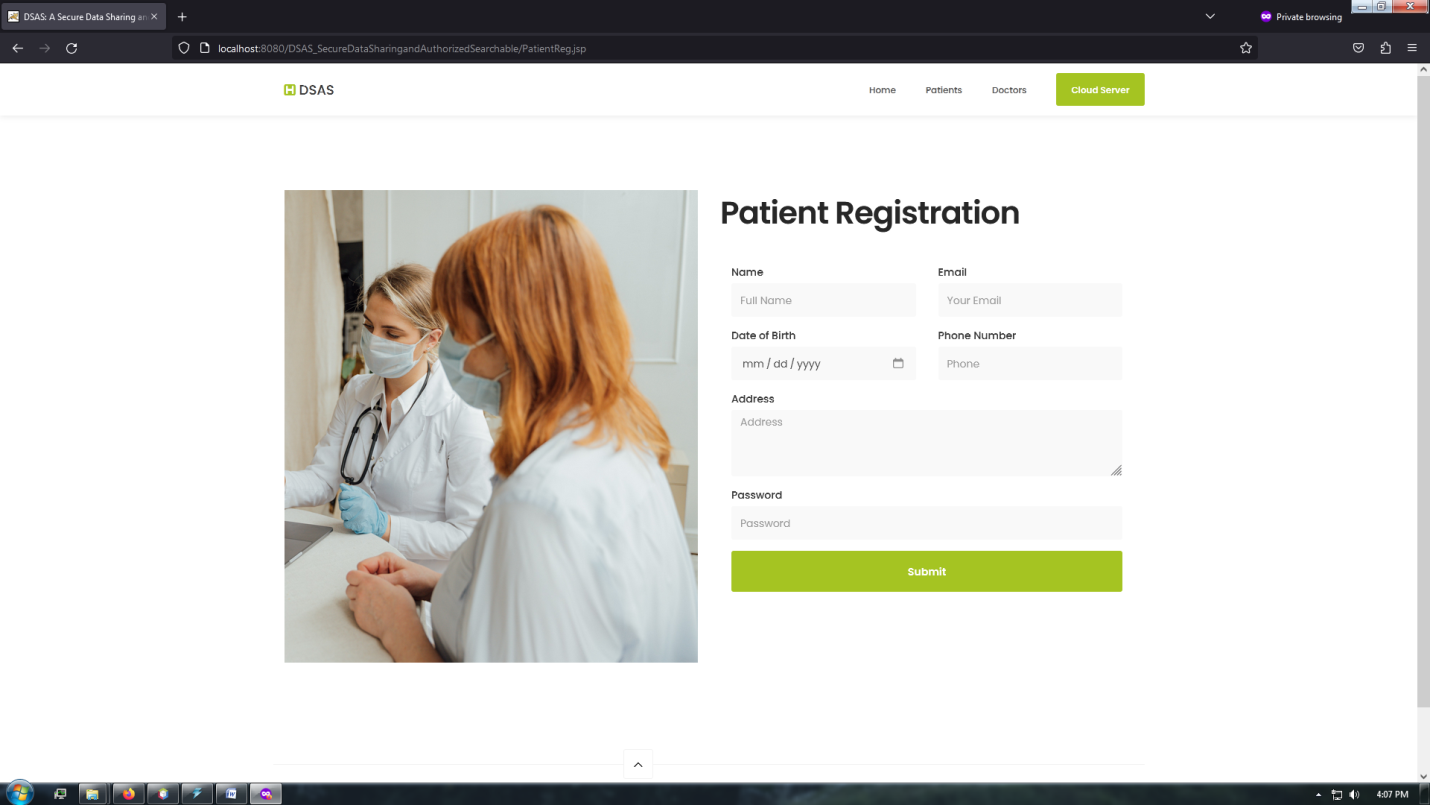 DSAS: A Secure Data Sharing an
Private browsing
localhost:8080/DSAS_SecureDataSharingandAuthorizedSearchable/PatientReg.jsp
DSAS
Home
Patients
Doctors
Cloud Server
Patient Registration
Name
Email
Full Name
Your Email
Date of Birth
Phone Number
mm / dd / yyyy
Phone
Address
Address
Password
Password
Submit
4:07 PM